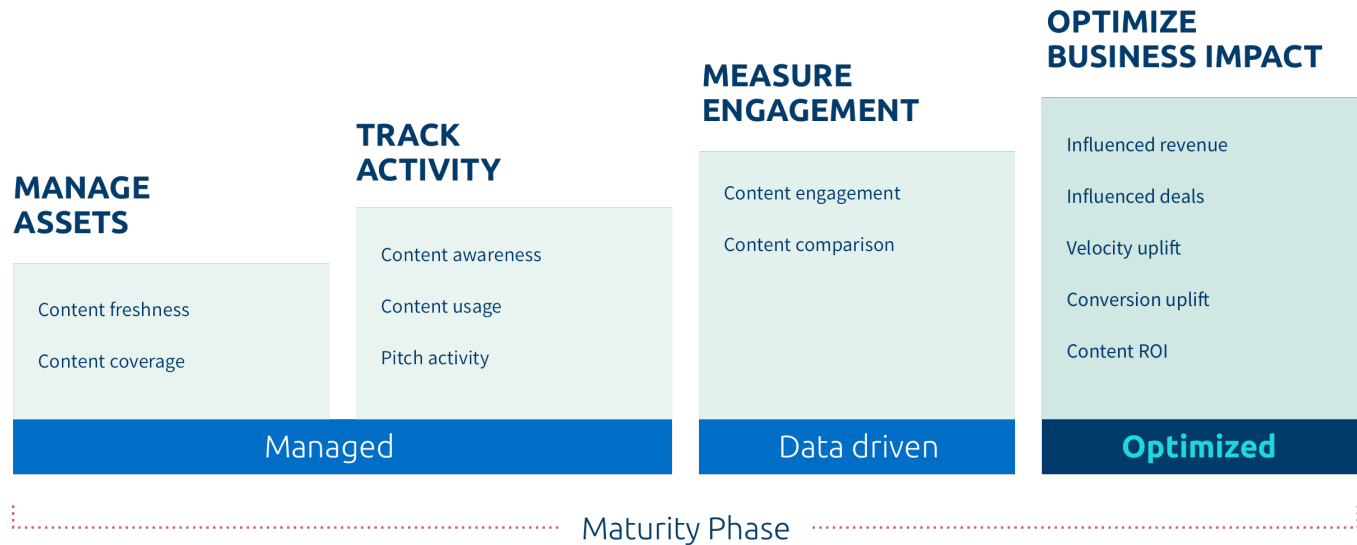 MANAGE
ASSETS
Content freshness
Content coverage
TRACK
ACTIVITY
Content awareness
Content usage
Pitch activity
Managed
MEASURE
ENGAGEMENT
Content engagement
Content comparison
Data driven
OPTIMIZE
BUSINESS IMPACT
Influenced revenue
Influenced deals
Velocity uplift
Conversion uplift
Content ROI
Optimized
Maturity Phase